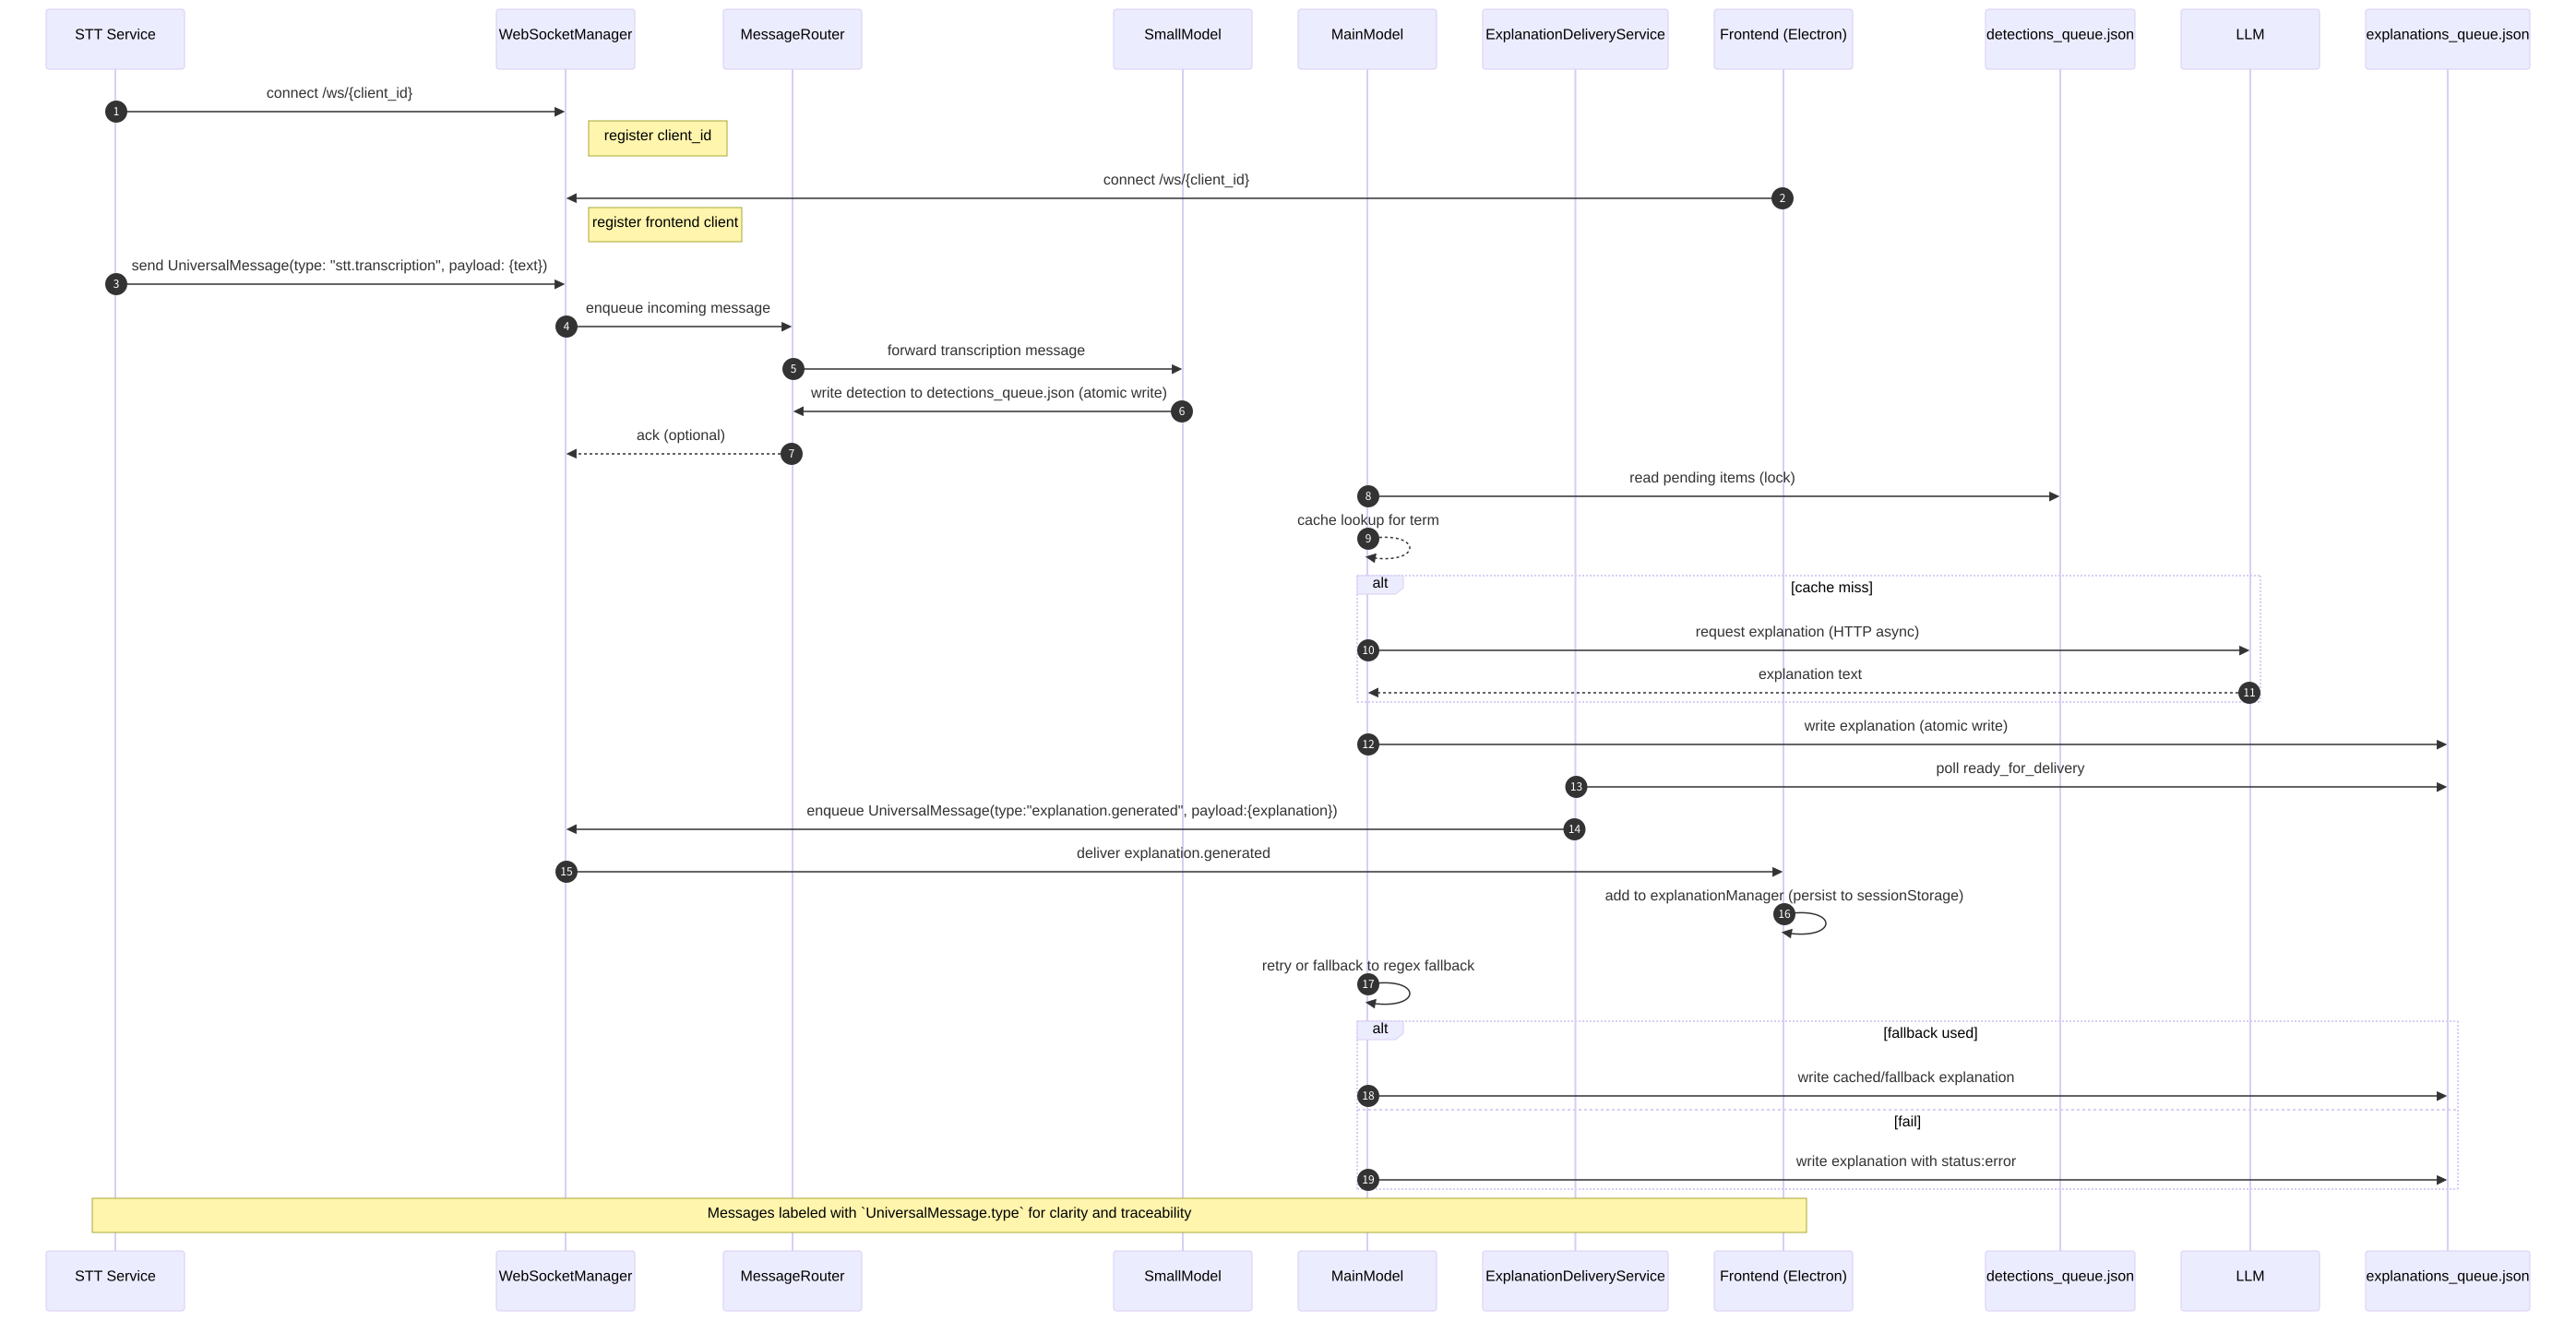 STT Service
WebSocketManager
MessageRouter
SmallModel
MainModel
ExplanationDeliveryService
Frontend (Electron)
detections_queue.json
LLM
explanations_queue.json
connect /ws/{client_id}
1
register client_id
connect /ws/{client_id}
2
register frontend client
send UniversalMessage(type: "stt.transcription", payload: {text})
3
enqueue incoming message
4
forward transcription message
5
write detection to detections_queue.json (atomic write)
6
ack (optional)
7
read pending items (lock)
8
cache lookup for term
9
alt
[cache miss]
request explanation (HTTP async)
10
explanation text
11
write explanation (atomic write)
12
poll ready_for_delivery
13
enqueue UniversalMessage(type:"explanation.generated", payload:{explanation})
14
deliver explanation.generated
15
add to explanationManager (persist to sessionStorage)
16
retry or fallback to regex fallback
17
alt
[fallback used]
write cached/fallback explanation
18
[fail]
write explanation with status:error
19
Messages labeled with `UniversalMessage.type` for clarity and traceability
STT Service
WebSocketManager
MessageRouter
SmallModel
MainModel
ExplanationDeliveryService
Frontend (Electron)
detections_queue.json
LLM
explanations_queue.json